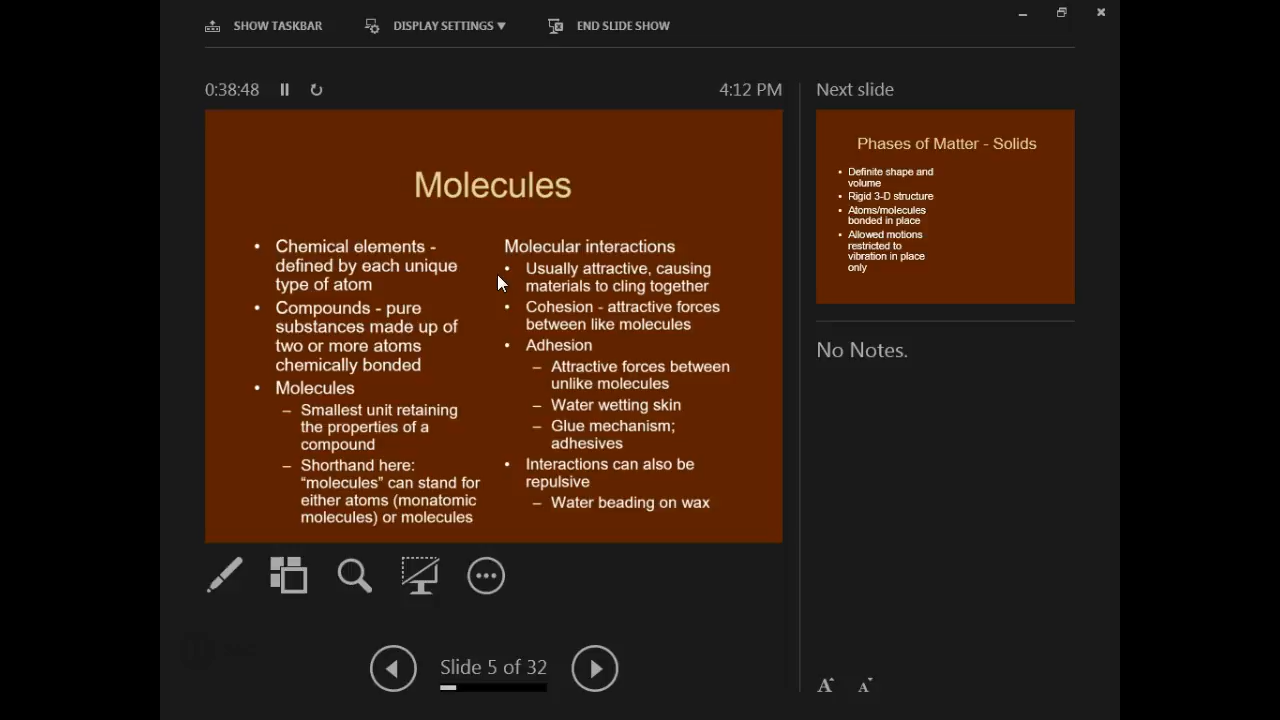 SHOW TASKBAR
DISPLAY SETTINGS ▼
END SLIDE SHOW
0:38:48
4:12 PM
Molecules
• Chemical elements -
defined by each unique
type of atom
• Compounds - pure
substances made up of
two or more atoms
chemically bonded
• Molecules
– Smallest unit retaining
the properties of a
compound
– Shorthand here:
“molecules” can stand for
either atoms (monatomic
molecules) or molecules
Molecular interactions
• Usually attractive, causing
materials to cling together
• Cohesion - attractive forces
between like molecules
• Adhesion
– Attractive forces between
unlike molecules
– Water wetting skin
– Glue mechanism;
adhesives
• Interactions can also be
repulsive
– Water beading on wax
Slide 5 of 32
Next slide
Phases of Matter - Solids
• Definite shape and
volume
• Rigid 3-D structure
• Atoms/molecules
bonded in place
• Allowed motions
restricted to
vibration in place
only
No Notes.
A A